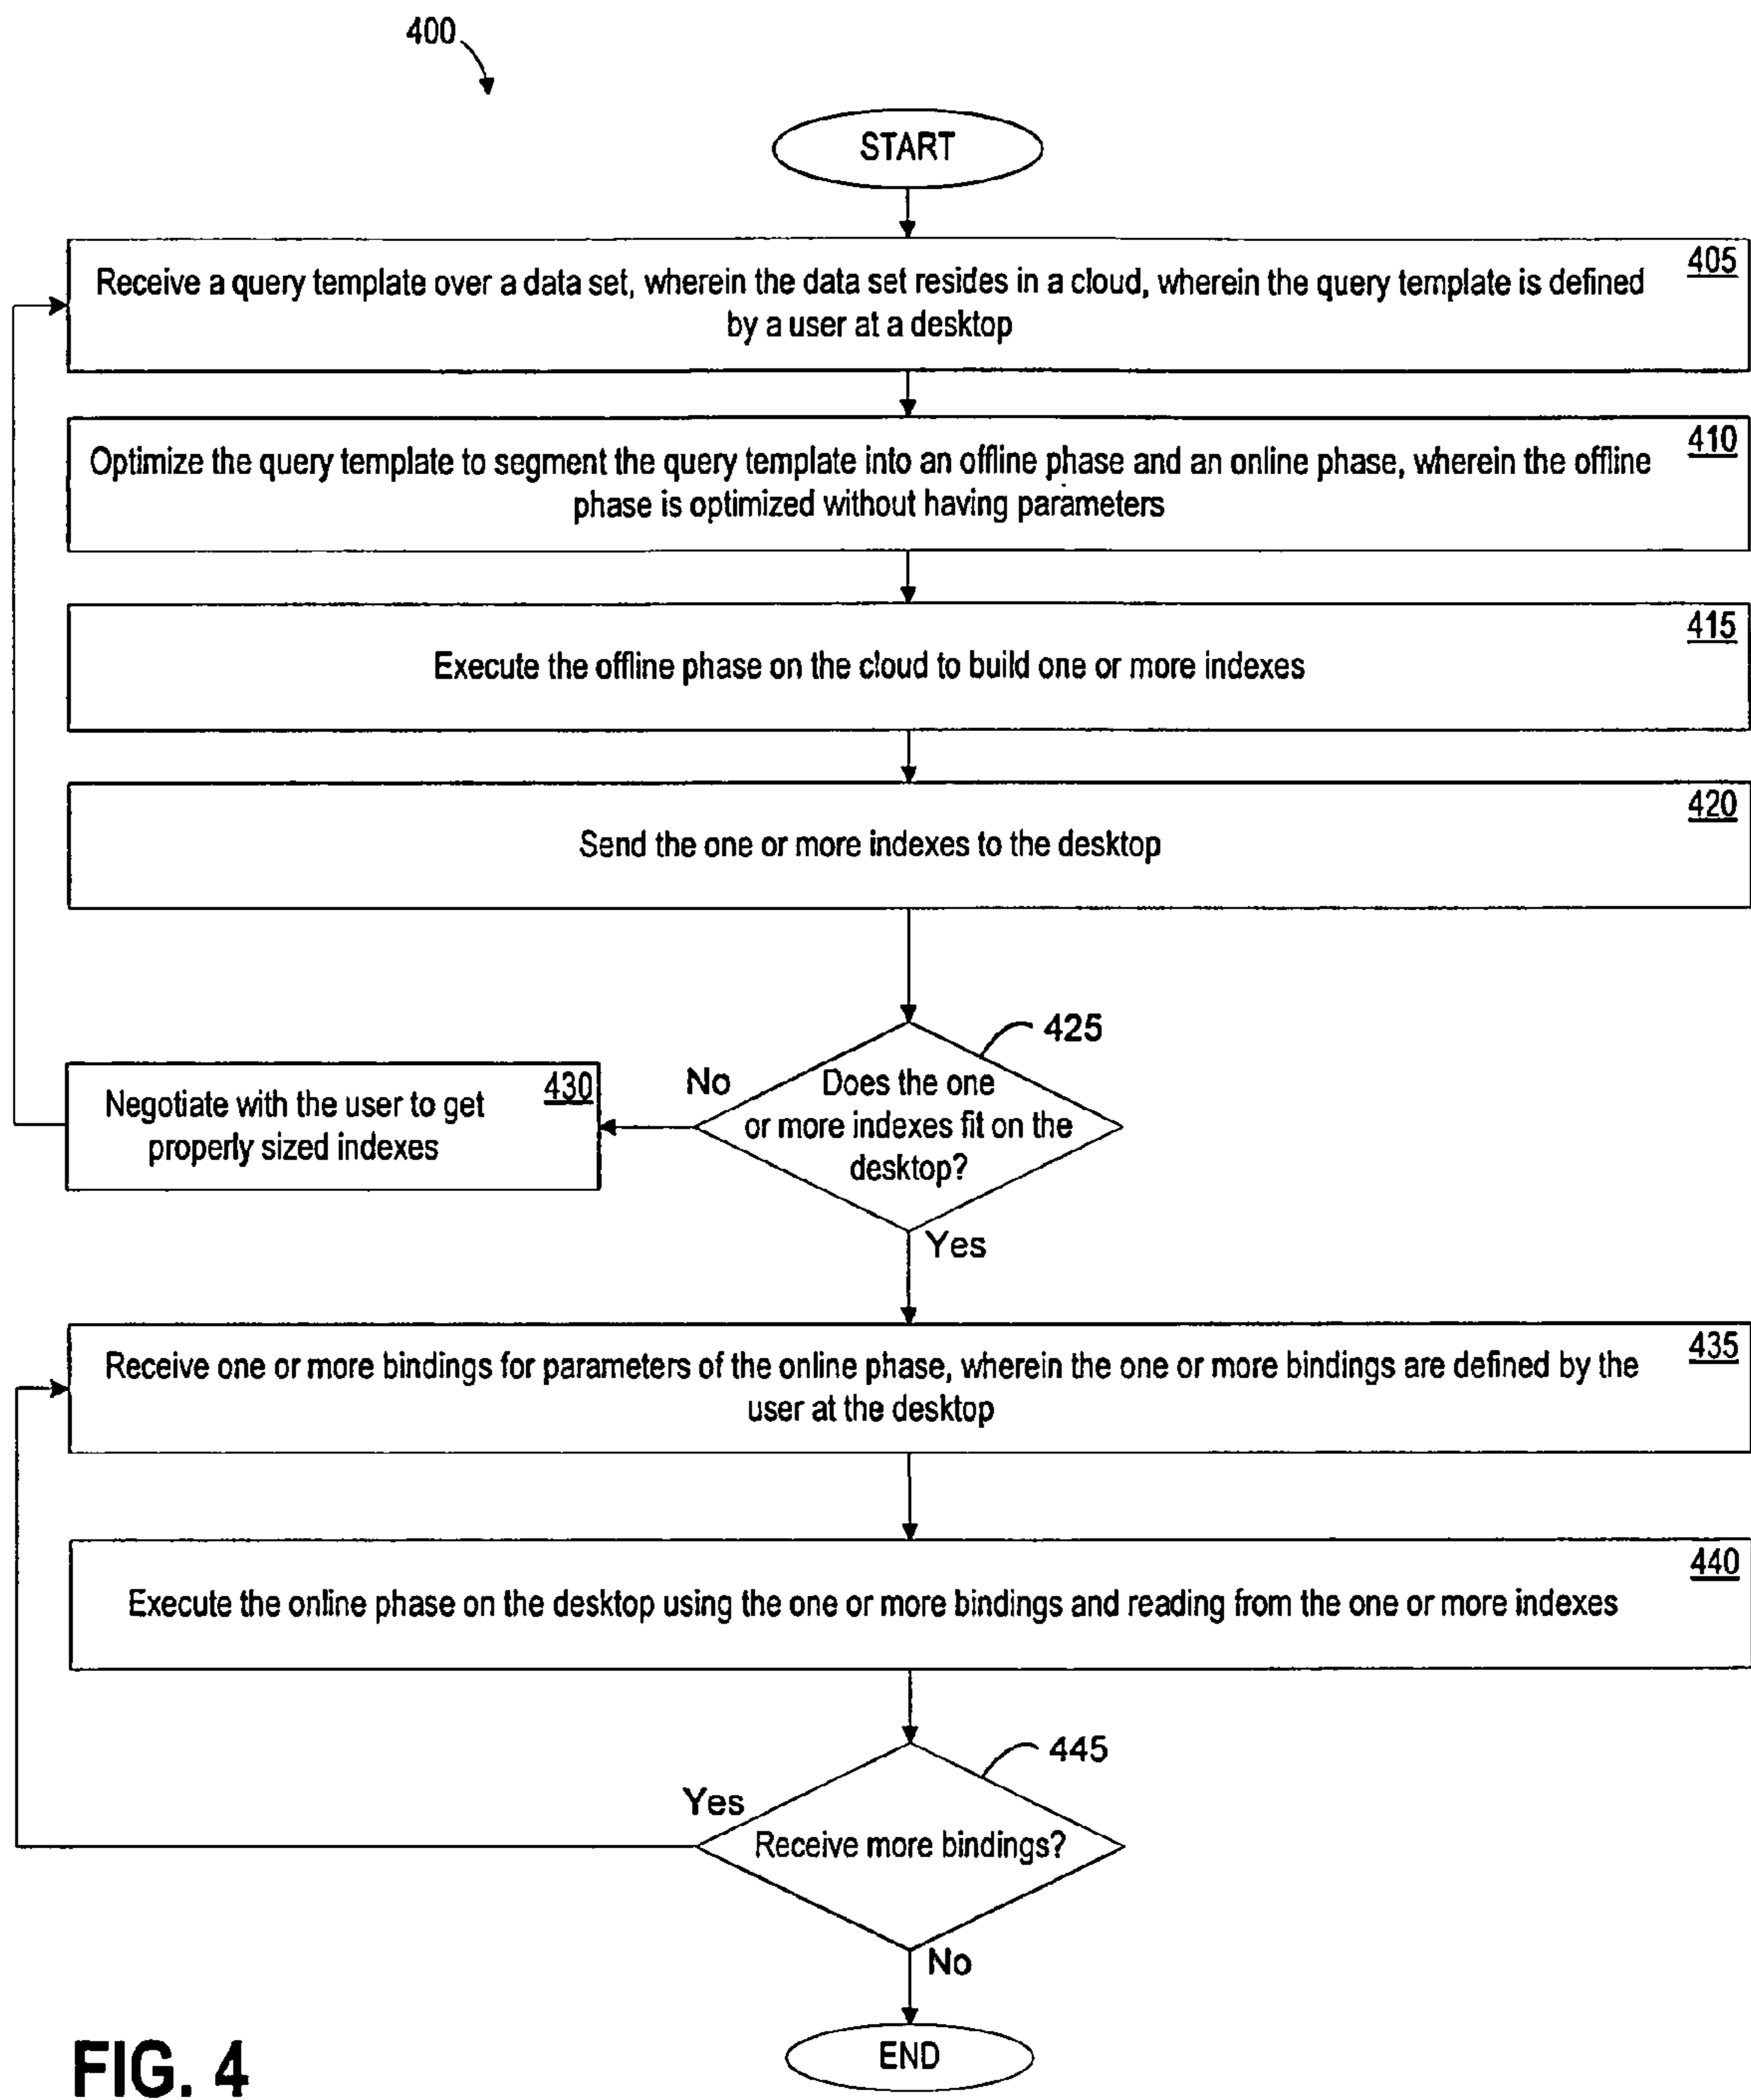 400
START
405
Receive a query template over a data set, wherein the data set resides in a cloud, wherein the query template is defined
by a user at a desktop
410
Optimize the query template to segment the query template into an offline phase and an online phase, wherein the offline
phase is optimized without having parameters
415
Execute the offline phase on the cloud to build one or more indexes
420
Send the one or more indexes to the desktop
425
Does the one
or more indexes fit on the
desktop?
No
430
Negotiate with the user to get
properly sized indexes
Yes
435
Receive one or more bindings for parameters of the online phase, wherein the one or more bindings are defined by the
user at the desktop
440
Execute the online phase on the desktop using the one or more bindings and reading from the one or more indexes
445
Yes
Receive more bindings?
No
END
FIG. 4